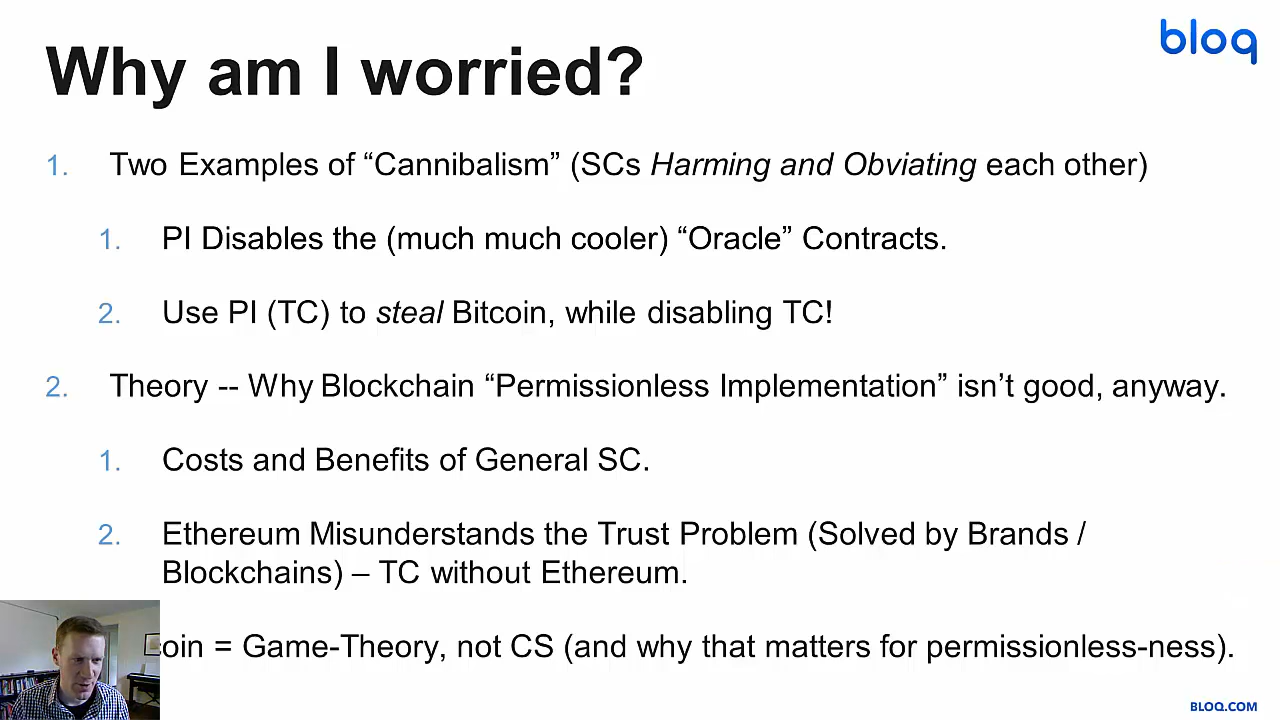 bloq
Why am I worried?
1. Two Examples of “Cannibalism” (SCs Harming and Obviating each other)
1. PI Disables the (much much cooler) “Oracle” Contracts.
2. Use PI (TC) to steal Bitcoin, while disabling TC!
2. Theory -- Why Blockchain “Permissionless Implementation” isn’t good, anyway.
1. Costs and Benefits of General SC.
2. Ethereum Misunderstands the Trust Problem (Solved by Brands /
Blockchains) – TC without Ethereum.
= Game-Theory, not CS (and why that matters for permissionless-ness).
BLOQ.COM